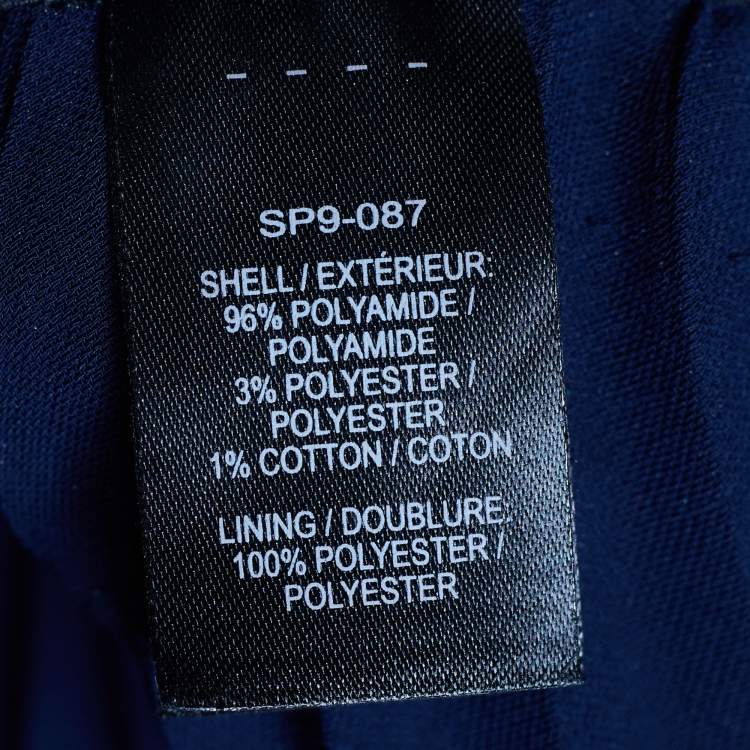 - - - -
SP9-087
SHELL / EXTÉRIEUR:
96% POLYAMIDE /
POLYAMIDE
3% POLYESTER /
POLYESTER
1% COTTON / COTON
LINING / DOUBLURE:
100% POLYESTER /
POLYESTER